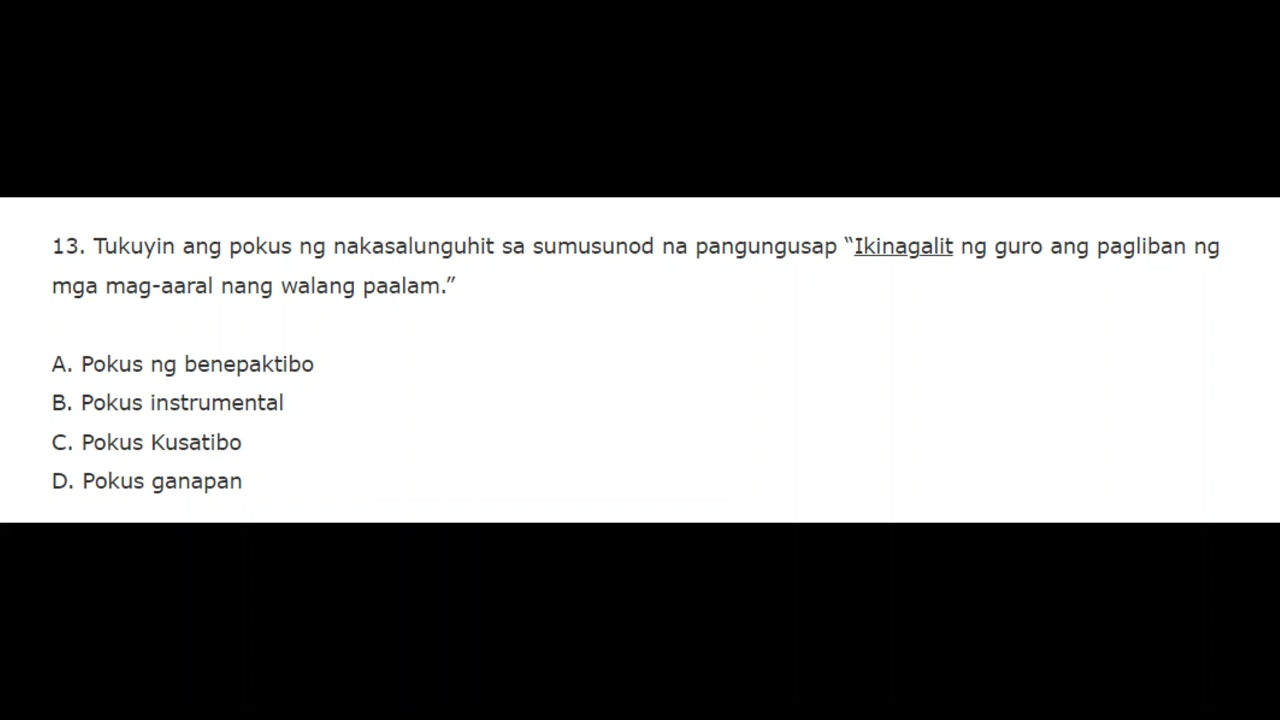 13. Tukuyin ang pokus ng nakasalunguhit sa sumusunod na pangungusap “Ikinagalit ng guro ang pagliban ng
mga mag-aaral nang walang paalam.”
A. Pokus ng benepaktibo
B. Pokus instrumental
C. Pokus Kusatibo
D. Pokus ganapan